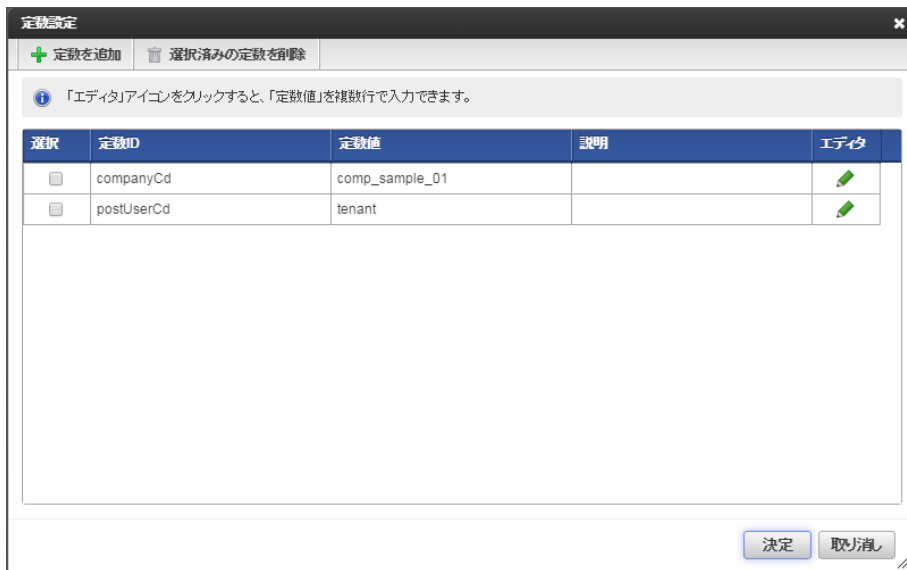 定数設定
定数を追加 選択済みの定数を削除
「エディタ」アイコンをクリックすると、「定数値」を複数行で入力できます。
選択 定数ID 定数値 説明 エディタ
companyCd comp_sample_01
postUserCd tenant
決定 取り消し